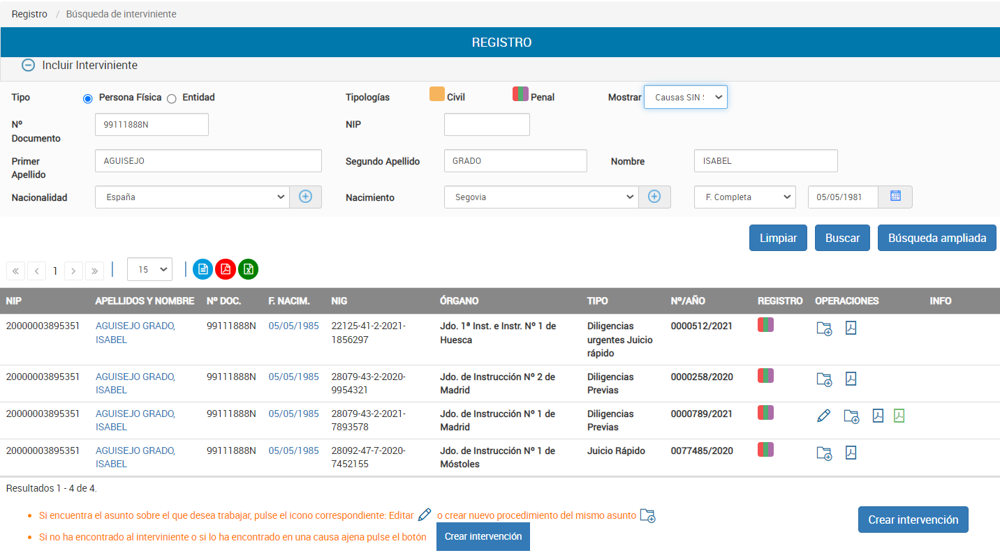 Registro / Búsqueda de interviniente
REGISTRO
Incluir Interviniente
Tipo Persona Física Entidad Tipologías Civil Penal Mostrar Causas SIN
Nº Documento 99111888N NIP
Primer Apellido AGUISEJO Segundo Apellido GRADO Nombre ISABEL
Nacionalidad España Nacimiento Segovia F. Completa 05/05/1981
Limpiar Buscar Búsqueda ampliada
« < 1 > » 15
NIP APELLIDOS Y NOMBRE Nº DOC. F. NACIM. NIG ÓRGANO TIPO Nº/AÑO REGISTRO OPERACIONES INFO
20000003895351 AGUISEJO GRADO, ISABEL 99111888N 05/05/1985 22125-41-2-2021-1856297 Jdo. 1ª Inst. e Instr. Nº 1 de Huesca Diligencias urgentes Juicio rápido 0000512/2021
20000003895351 AGUISEJO GRADO, ISABEL 99111888N 05/05/1985 28079-43-2-2020-9954321 Jdo. de Instrucción Nº 2 de Madrid Diligencias Previas 0000258/2020
20000003895351 AGUISEJO GRADO, ISABEL 99111888N 05/05/1985 28079-43-2-2021-7893578 Jdo. de Instrucción Nº 1 de Madrid Diligencias Previas 0000789/2021
20000003895351 AGUISEJO GRADO, ISABEL 99111888N 05/05/1985 28092-47-7-2020-7452155 Jdo. de Instrucción Nº 1 de Móstoles Juicio Rápido 0077485/2020
Resultados 1 - 4 de 4.
• Si encuentra el asunto sobre el que desea trabajar, pulse el icono correspondiente: Editar o crear nuevo procedimiento del mismo asunto
Crear intervención
• Si no ha encontrado al interviniente o si lo ha encontrado en una causa ajena pulse el botón Crear intervención